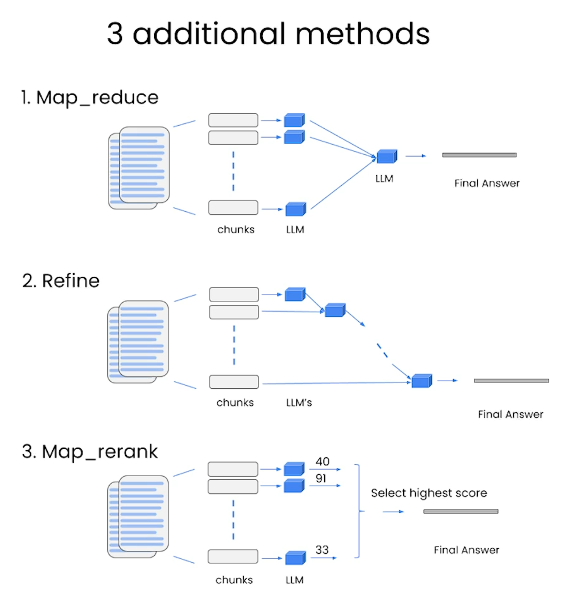 3 additional methods
1. Map_reduce
LLM
Final Answer
chunks
LLM
2. Refine
chunks
LLM's
Final Answer
3. Map_rerank
40
91
Select highest score
33
Final Answer
chunks
LLM